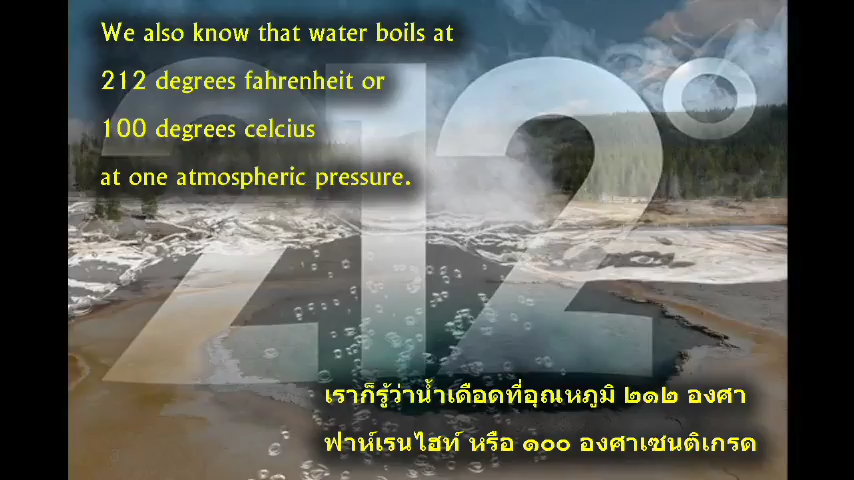 We also know that water boils at
212 degrees fahrenheit or
100 degrees celcius
at one atmospheric pressure.
212°
เราก็รู้ว่าน้ำเดือดที่อุณหภูมิ ๒๑๒ องศา
ฟาห์เรนไฮท์ หรือ ๑๐๐ องศาเซนติเกรด